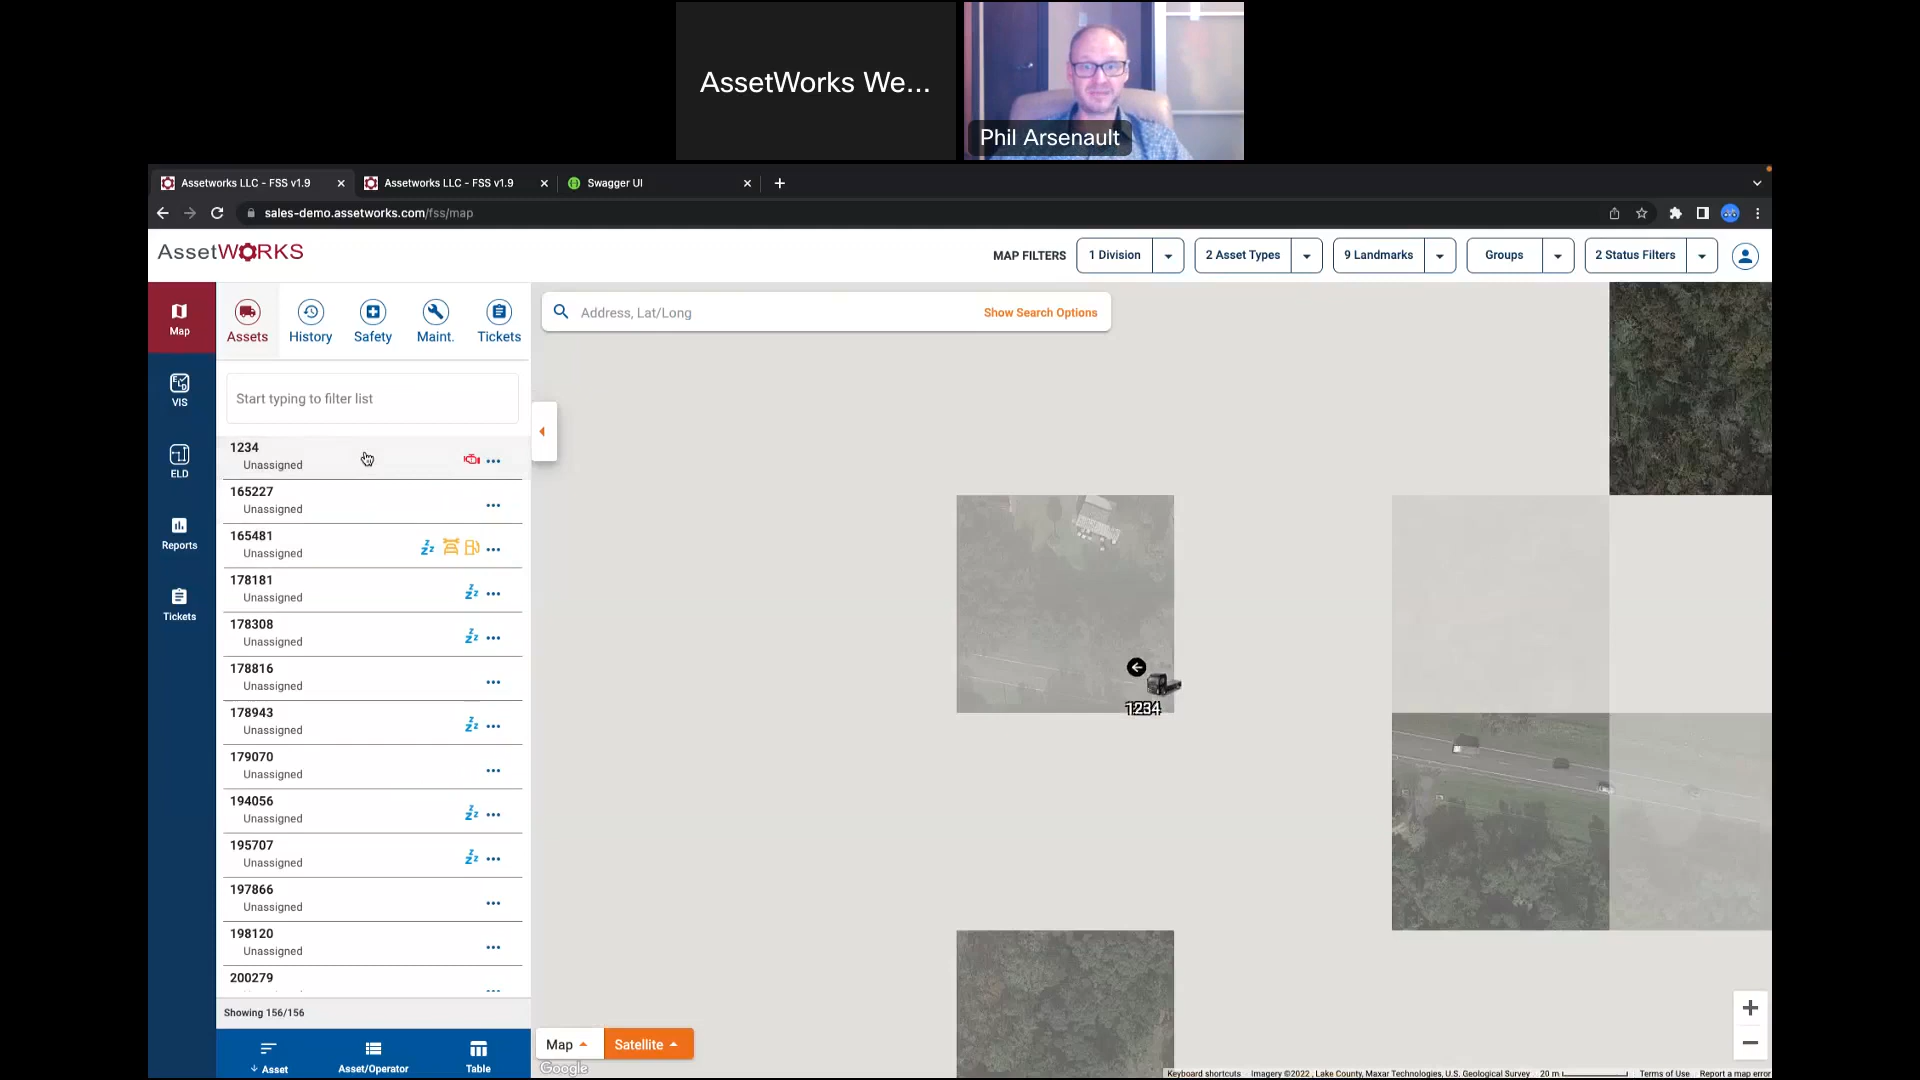 AssetWorks We...
Phil Arsenault
Assetworks LLC - FSS v1.9
Assetworks LLC - FSS v1.9
Swagger UI
sales-demo.assetworks.com/fss/map
AssetWORKS
MAP FILTERS
1 Division
2 Asset Types
9 Landmarks
Groups
2 Status Filters
Map
VIS
ELD
Reports
Tickets
Assets
History
Safety
Maint.
Tickets
Address, Lat/Long
Show Search Options
Start typing to filter list
1234
Unassigned
165227
Unassigned
165481
Unassigned
178181
Unassigned
178308
Unassigned
178816
Unassigned
178943
Unassigned
179070
Unassigned
194056
Unassigned
195707
Unassigned
197866
Unassigned
198120
Unassigned
200279
Showing 156/156
Asset
Asset/Operator
Table
1234
Map
Satellite
Google
Keyboard shortcuts
Imagery ©2022 , Lake County, Maxar Technologies, U.S. Geological Survey
20 m
Terms of Use
Report a map error